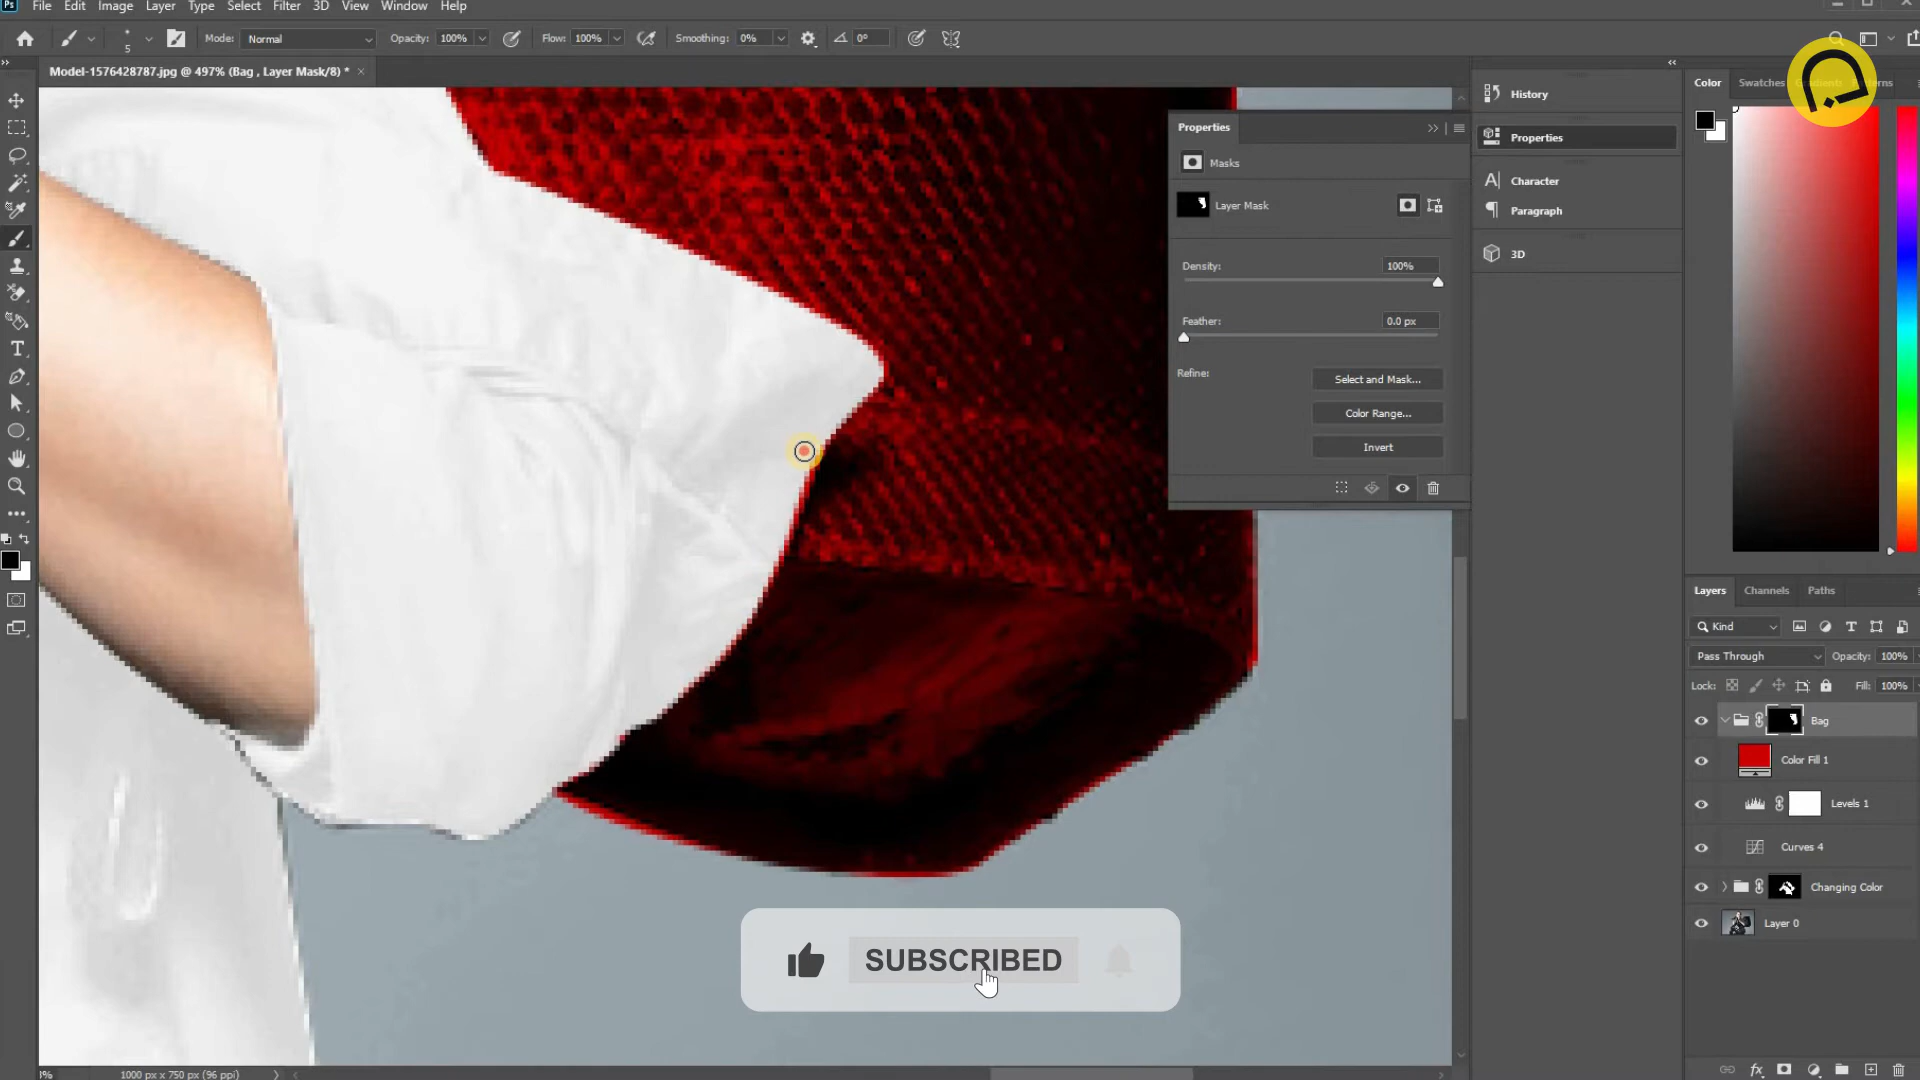 Ps File Edit Image Layer Type Select Filter 3D View Window Help
5 Mode: Normal Opacity: 100% Flow: 100% Smoothing: 0% 0°
Model-1576428787.jpg @ 497% (Bag , Layer Mask/8) * ×
Properties
Masks
Layer Mask
Density: 100%
Feather: 0.0 px
Refine:
Select and Mask...
Color Range...
Invert
History
Properties
Character
Paragraph
3D
Color Swatches
Layers Channels Paths
Kind
Pass Through Opacity: 100%
Lock: Fill: 100%
Bag
Color Fill 1
Levels 1
Curves 4
Changing Color
Layer 0
fx
SUBSCRIBED
1000 px x 750 px (96 ppi)